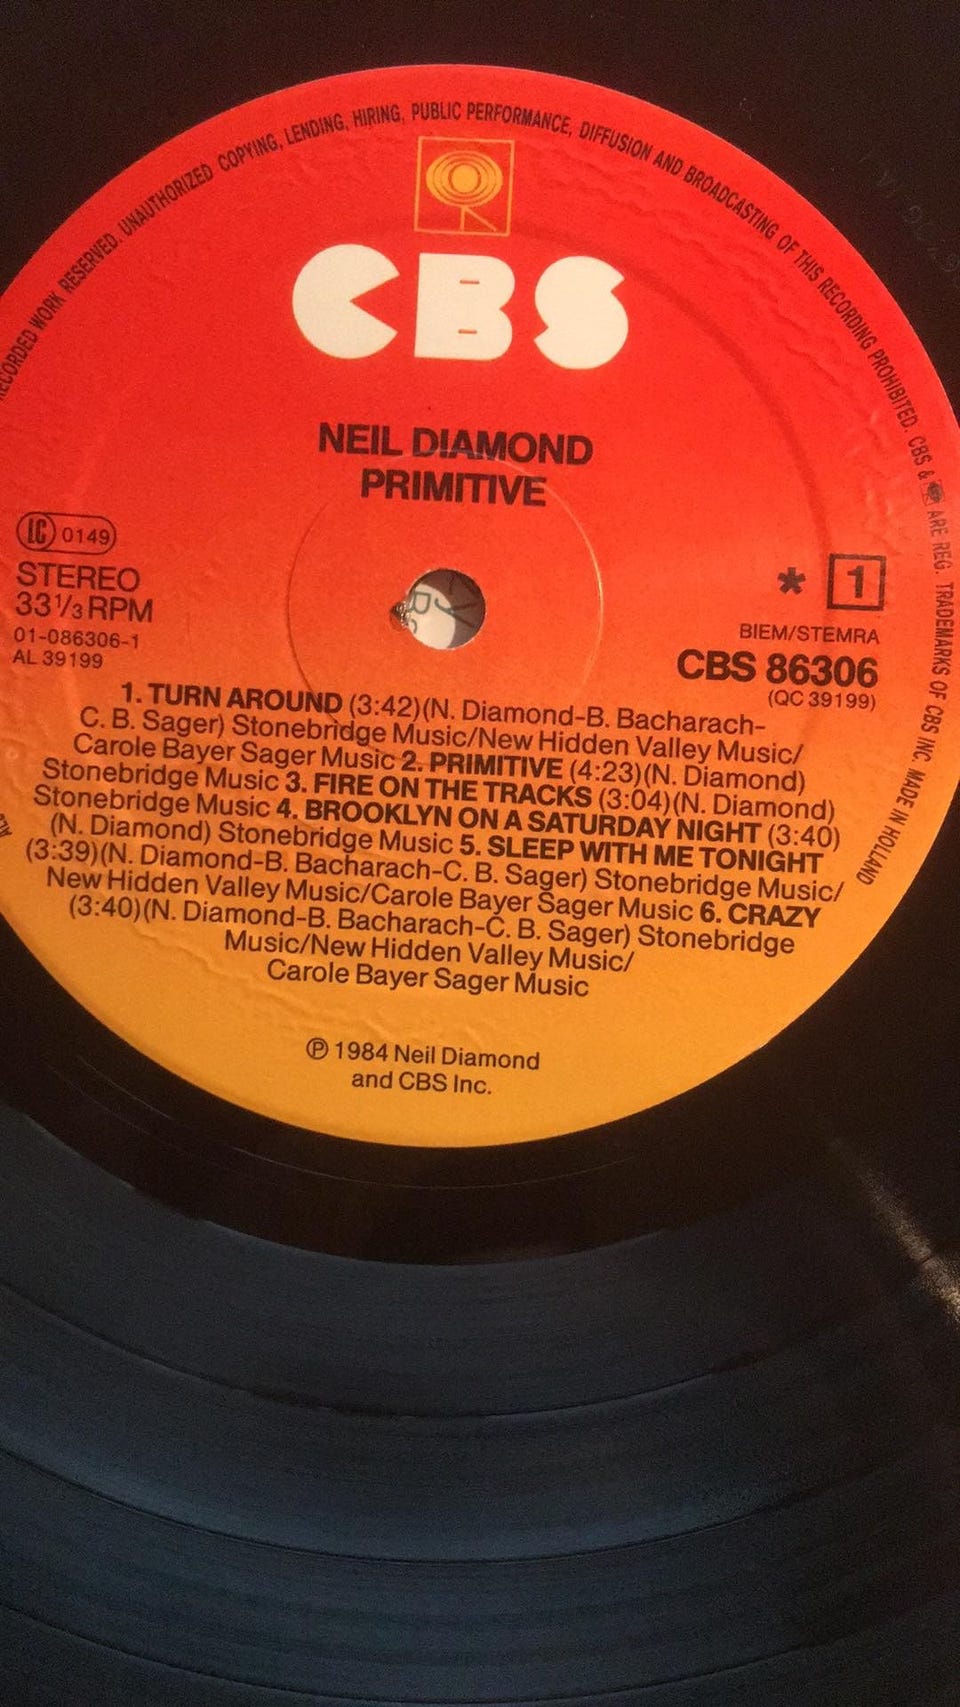 RECORDED WORK RESERVED. UNAUTHORIZED COPYING, LENDING, HIRING, PUBLIC PERFORMANCE, DIFFUSION AND BROADCASTING OF THIS RECORDING PROHIBITED. CBS & ARE REG. TRADEMARKS OF CBS INC. MADE IN HOLLAND
CBS
NEIL DIAMOND
PRIMITIVE
LC 0149
STEREO
33 1/3 RPM
01-086306-1
AL 39199
* 1
BIEM/STEMRA
CBS 86306
(QC 39199)
1. TURN AROUND (3:42)(N. Diamond-B. Bacharach-
C. B. Sager) Stonebridge Music/New Hidden Valley Music/
Carole Bayer Sager Music 2. PRIMITIVE (4:23)(N. Diamond)
Stonebridge Music 3. FIRE ON THE TRACKS (3:04)(N. Diamond)
Stonebridge Music 4. BROOKLYN ON A SATURDAY NIGHT (3:40)
(N. Diamond) Stonebridge Music 5. SLEEP WITH ME TONIGHT
(3:39)(N. Diamond-B. Bacharach-C. B. Sager) Stonebridge Music/
New Hidden Valley Music/Carole Bayer Sager Music 6. CRAZY
(3:40)(N. Diamond-B. Bacharach-C. B. Sager) Stonebridge
Music/New Hidden Valley Music/
Carole Bayer Sager Music
℗ 1984 Neil Diamond
and CBS Inc.